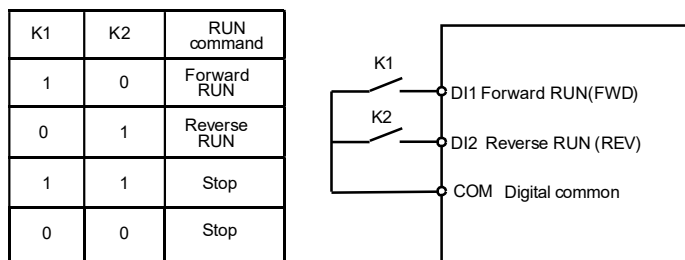 K1 K2 RUN
command
1 0 Forward
RUN
0 1 Reverse
RUN
1 1 Stop
0 0 Stop
K1
DI1 Forward RUN(FWD)
K2
DI2 Reverse RUN (REV)
COM Digital common